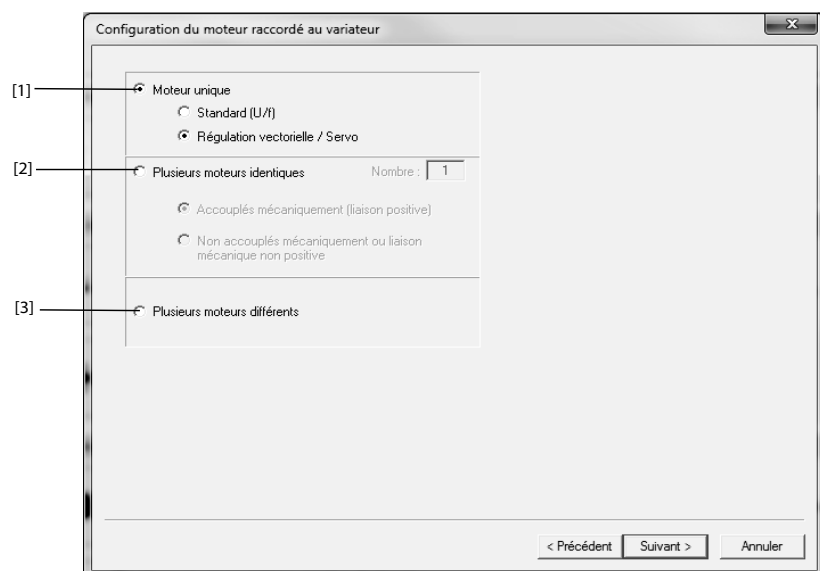 Configuration du moteur raccordé au variateur
[1]
Moteur unique
Standard (U/f)
Régulation vectorielle / Servo
[2]
Plusieurs moteurs identiques Nombre : 1
Accouplés mécaniquement (liaison positive)
Non accouplés mécaniquement ou liaison
mécanique non positive
[3]
Plusieurs moteurs différents
< Précédent Suivant > Annuler